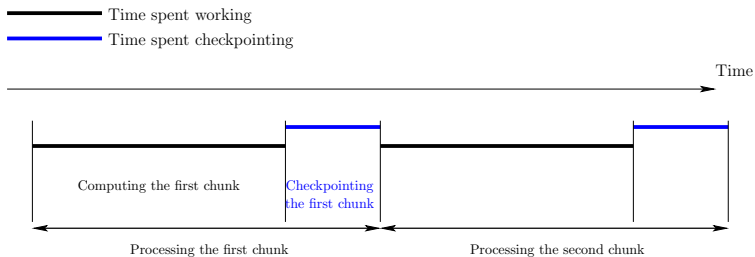 Time spent working
Time spent checkpointing
Time
Computing the first chunk
Checkpointing
the first chunk
Processing the first chunk
Processing the second chunk